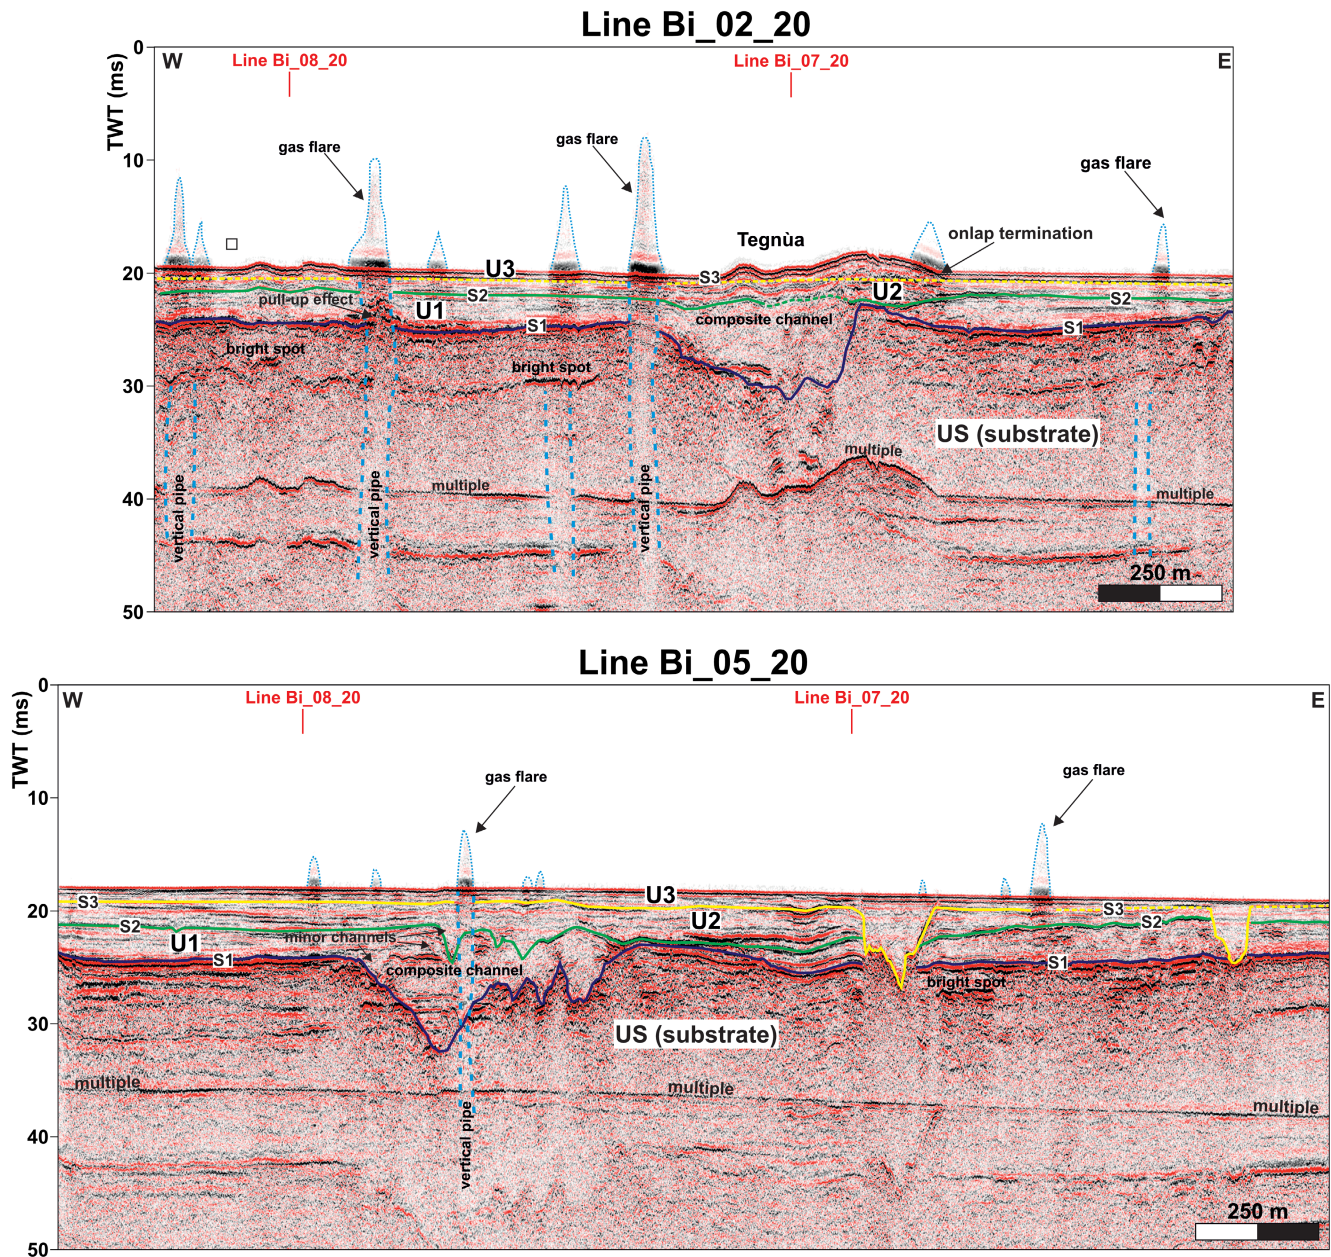 Line Bi_02_20
0
W
Line Bi_08_20
Line Bi_07_20
E
TWT (ms)
10
gas flare
gas flare
gas flare
Tegnùa
onlap termination
20
U3
S3
pull-up effect
U1
S2
U2
S2
composite channel
S1
S1
bright spot
bright spot
30
US (substrate)
multiple
multiple
multiple
40
vertical pipe
vertical pipe
vertical pipe
250 m
50
Line Bi_05_20
0
W
Line Bi_08_20
Line Bi_07_20
E
TWT (ms)
gas flare
gas flare
10
U3
S3
S3
20
S2
U2
S2
U1
minor channels
S1
composite channel
S1
bright spot
30
US (substrate)
multiple
multiple
multiple
vertical pipe
40
250 m
50